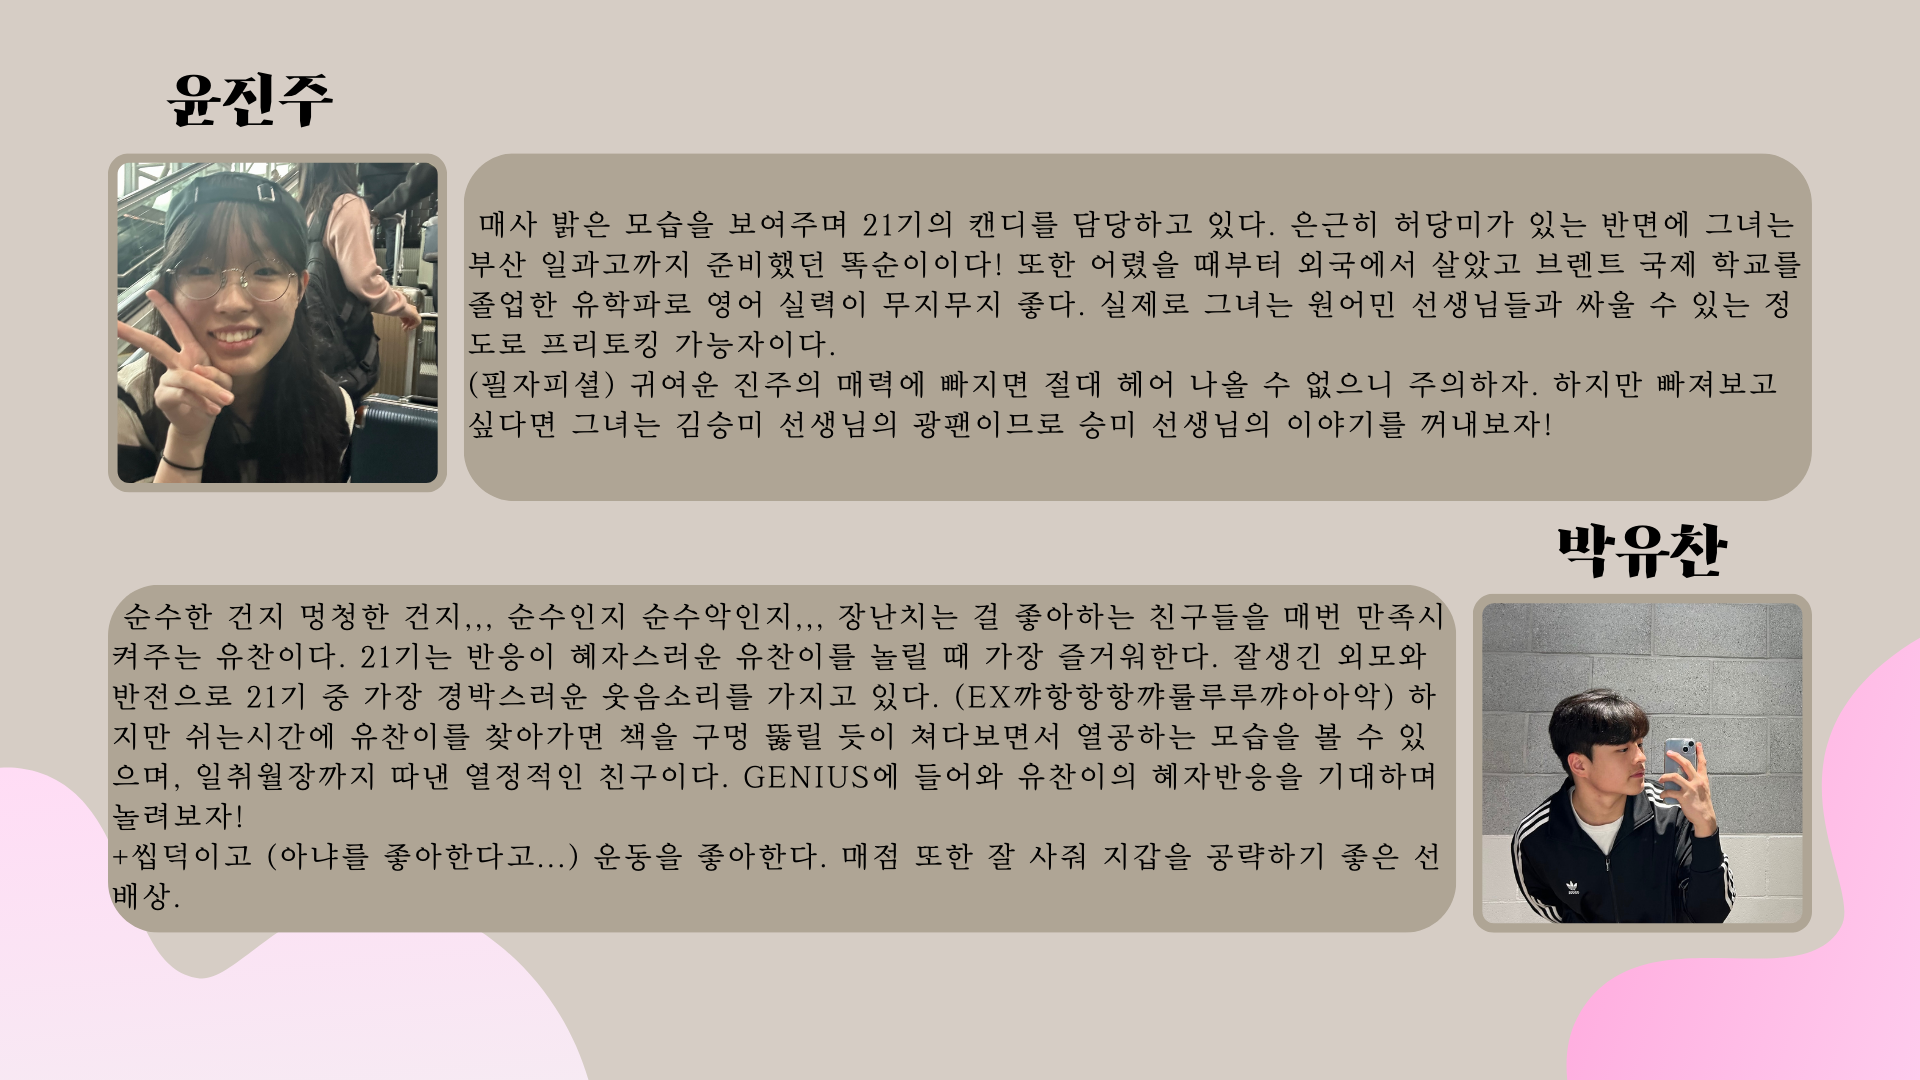 윤진주
매사 밝은 모습을 보여주며 21기의 캔디를 담당하고 있다. 은근히 허당미가 있는 반면에 그녀는
부산 일과고까지 준비했던 똑순이이다! 또한 어렸을 때부터 외국에서 살았고 브렌트 국제 학교를
졸업한 유학파로 영어 실력이 무지무지 좋다. 실제로 그녀는 원어민 선생님들과 싸울 수 있는 정
도로 프리토킹 가능자이다.
(필자피셜) 귀여운 진주의 매력에 빠지면 절대 헤어 나올 수 없으니 주의하자. 하지만 빠져보고
싶다면 그녀는 김승미 선생님의 광팬이므로 승미 선생님의 이야기를 꺼내보자!
박유찬
순수한 건지 멍청한 건지,,, 순수인지 순수악인지,,, 장난치는 걸 좋아하는 친구들을 매번 만족시
켜주는 유찬이다. 21기는 반응이 혜자스러운 유찬이를 놀릴 때 가장 즐거워한다. 잘생긴 외모와
반전으로 21기 중 가장 경박스러운 웃음소리를 가지고 있다. (EX꺄항항항꺄룰루루꺄아아악) 하
지만 쉬는시간에 유찬이를 찾아가면 책을 구멍 뚫릴 듯이 쳐다보면서 열공하는 모습을 볼 수 있
으며, 일취월장까지 따낸 열정적인 친구이다. GENIUS에 들어와 유찬이의 혜자반응을 기대하며
놀려보자!
+씹덕이고 (아냐를 좋아한다고...) 운동을 좋아한다. 매점 또한 잘 사줘 지갑을 공략하기 좋은 선
배상.